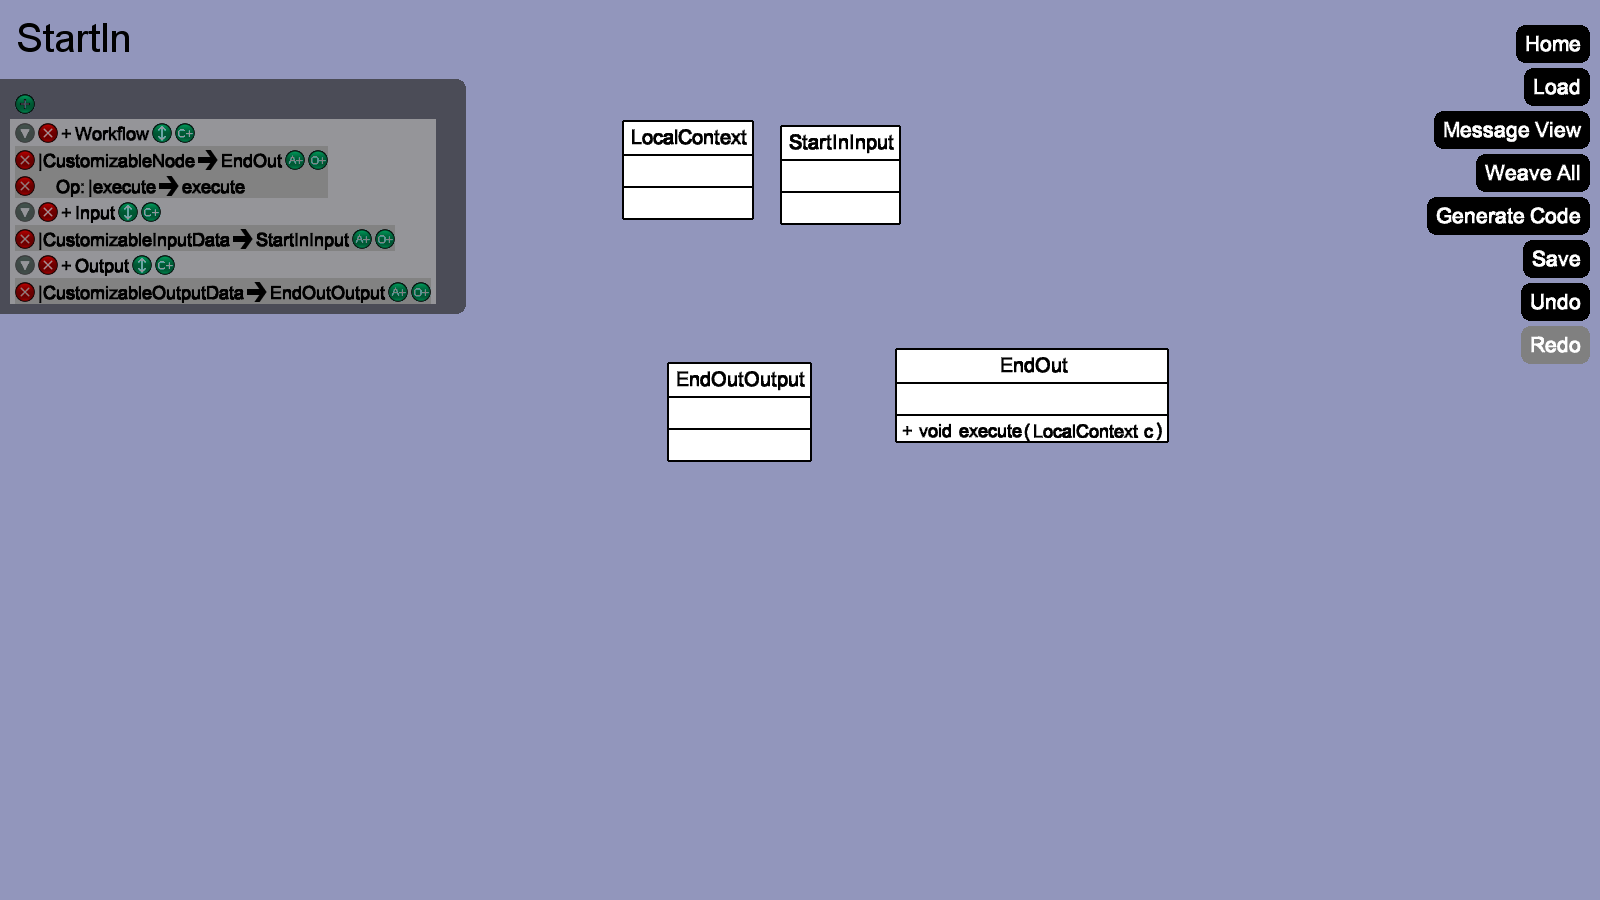 StartIn
+ Workflow C+
|CustomizableNode EndOut A+ O+
Op: |execute execute
+ Input C+
|CustomizableInputData StartInInput A+ O+
+ Output C+
|CustomizableOutputData EndOutOutput A+ O+
LocalContext
StartInInput
EndOutOutput
EndOut
+ void execute(LocalContext c)
Home
Load
Message View
Weave All
Generate Code
Save
Undo
Redo